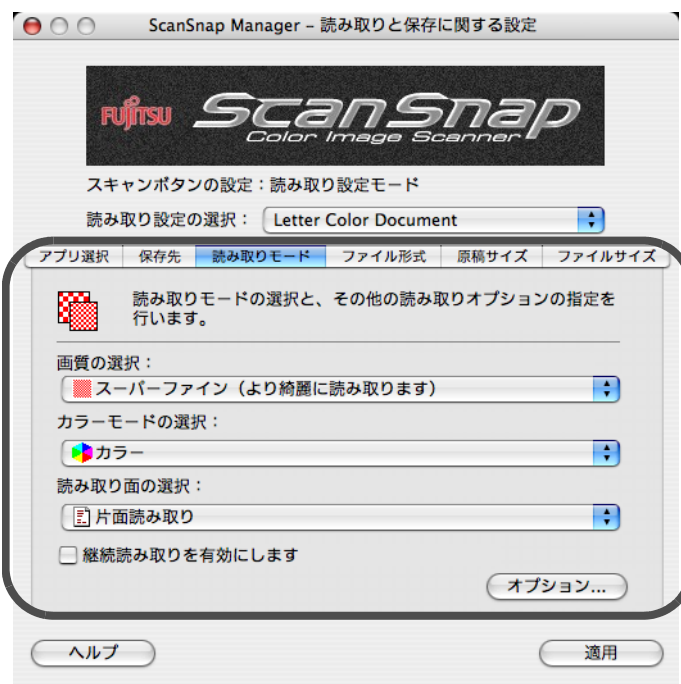 ScanSnap Manager – 読み取りと保存に関する設定
FUJITSU ScanSnap
Color Image Scanner
スキャンボタンの設定：読み取り設定モード
読み取り設定の選択： Letter Color Document
アプリ選択 保存先 読み取りモード ファイル形式 原稿サイズ ファイルサイズ
読み取りモードの選択と、その他の読み取りオプションの指定を
行います。
画質の選択：
スーパーファイン（より綺麗に読み取ります）
カラーモードの選択：
カラー
読み取り面の選択：
片面読み取り
継続読み取りを有効にします
オプション...
ヘルプ 適用